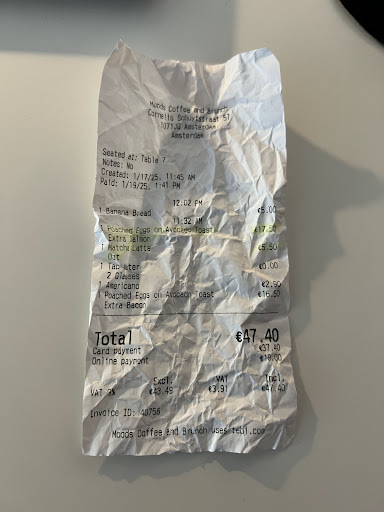 Moods Coffee and Brunch
Cornelis Schuytstraat 57
1071JG Amsterdam
Amsterdam
Seated at: Table 7
Notes: No
Created: 1/17/25, 11:45 AM
Paid: 1/19/25, 1:41 PM
12:02 PM
1 Banana Bread €5.00
11:52 AM
1 Poached Eggs on Avocado Toast €17.50
Extra Salmon
1 Matcha Latte €5.50
Oat
1 Tap water €0.00
2 Glasses
1 Americano €2.90
1 Poached Eggs on Avocado Toast €16.50
Extra Bacon
Total €47.40
Card payment €37.40
Online payment €10.00
Excl. VAT Incl.
VAT 9% €43.49 €3.91 €47.40
Invoice ID: 40756
Moods Coffee and Brunch uses tebi.com